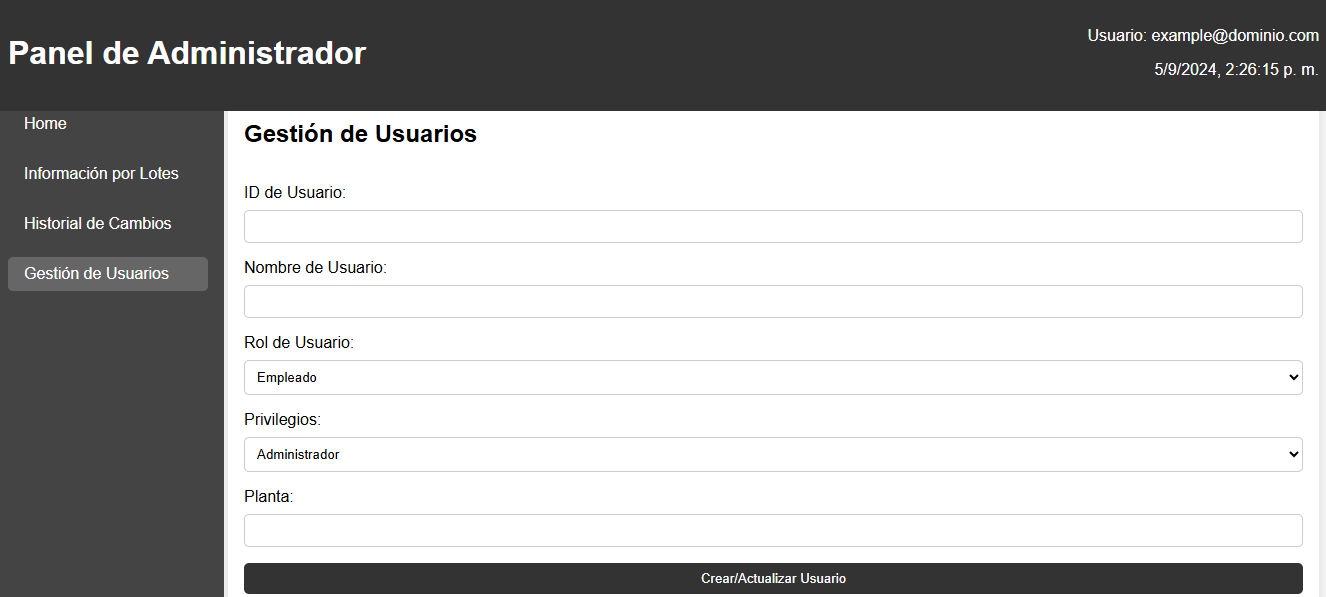 Panel de Administrador
Usuario: example@dominio.com
5/9/2024, 2:26:15 p. m.
Home
Información por Lotes
Historial de Cambios
Gestión de Usuarios
Gestión de Usuarios
ID de Usuario:
Nombre de Usuario:
Rol de Usuario:
Empleado
Privilegios:
Administrador
Planta:
Crear/Actualizar Usuario